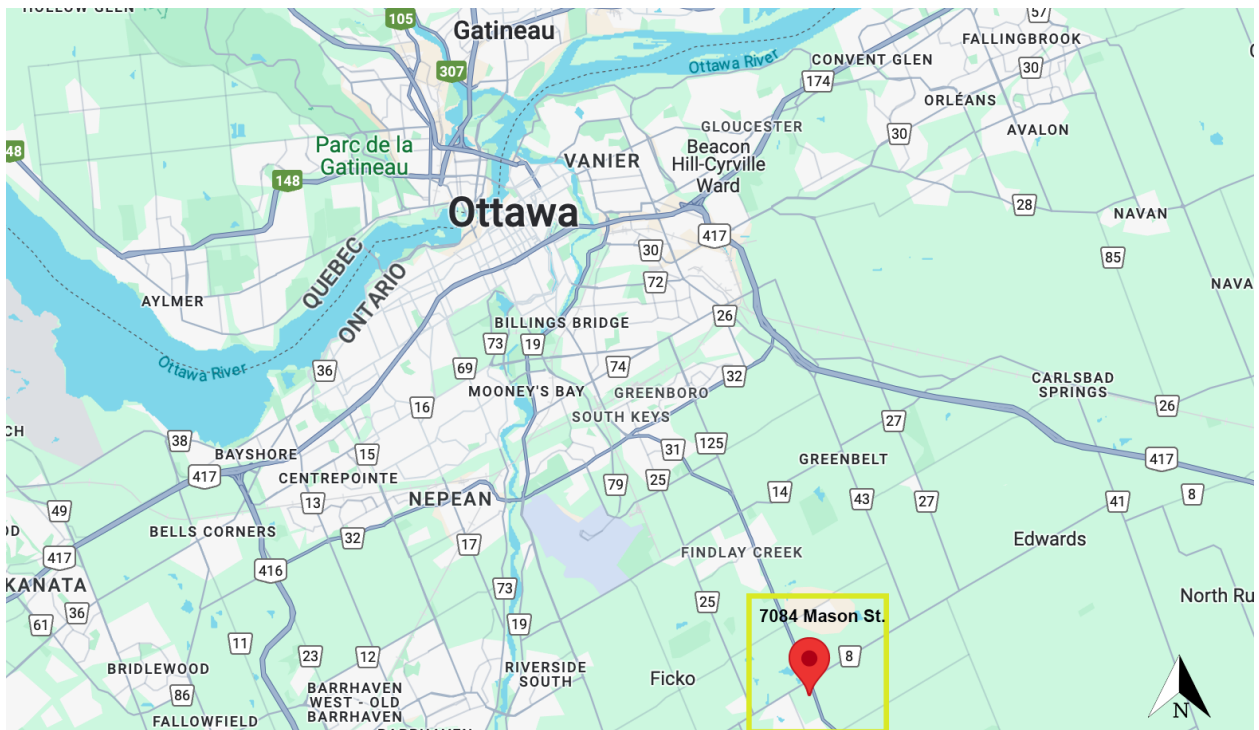 HOLLOW GLEN
105
Gatineau
57
FALLINGBROOK
Ottawa River
CONVENT GLEN
307
174
30
ORLÉANS
GLOUCESTER
30
AVALON
Parc de la
Gatineau
48
VANIER
Beacon
Hill-Cyrville
Ward
148
Ottawa
28
NAVAN
417
30
85
QUEBEC
ONTARIO
72
NAVA
AYLMER
BILLINGS BRIDGE
26
73
19
Ottawa River
36
69
74
32
CARLSBAD
SPRINGS
MOONEY'S BAY
GREENBORO
16
SOUTH KEYS
26
27
CH
38
BAYSHORE
15
31
125
GREENBELT
417
417
CENTREPOINTE
79
25
14
43
27
41
8
13
NEPEAN
49
BELLS CORNERS
32
17
Edwards
FINDLAY CREEK
417
416
KANATA
73
25
North Ru
36
61
19
7084 Mason St.
11
23
12
8
BRIDLEWOOD
RIVERSIDE
SOUTH
Ficko
86
BARRHAVEN
WEST - OLD
BARRHAVEN
FALLOWFIELD
N